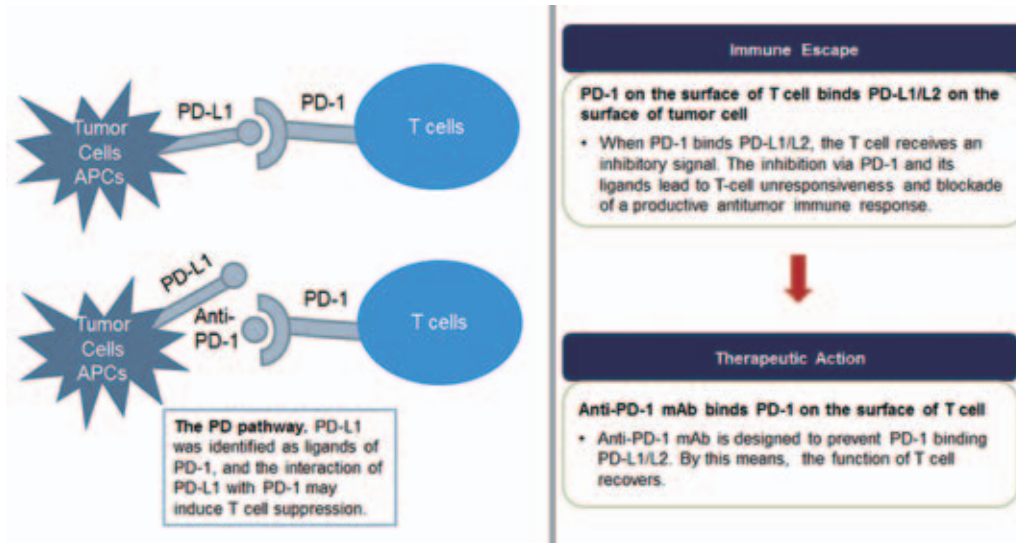 PD-L1
PD-1
Tumor
Cells
APCs
T cells
PD-L1
Anti-
PD-1
PD-1
Tumor
Cells
APCs
T cells
The PD pathway. PD-L1
was identified as ligands of
PD-1, and the interaction of
PD-L1 with PD-1 may
induce T cell suppression.
Immune Escape
PD-1 on the surface of T cell binds PD-L1/L2 on the
surface of tumor cell
• When PD-1 binds PD-L1/L2, the T cell receives an
inhibitory signal. The inhibition via PD-1 and its
ligands lead to T-cell unresponsiveness and blockade
of a productive antitumor immune response.
Therapeutic Action
Anti-PD-1 mAb binds PD-1 on the surface of T cell
• Anti-PD-1 mAb is designed to prevent PD-1 binding
PD-L1/L2. By this means, the function of T cell
recovers.